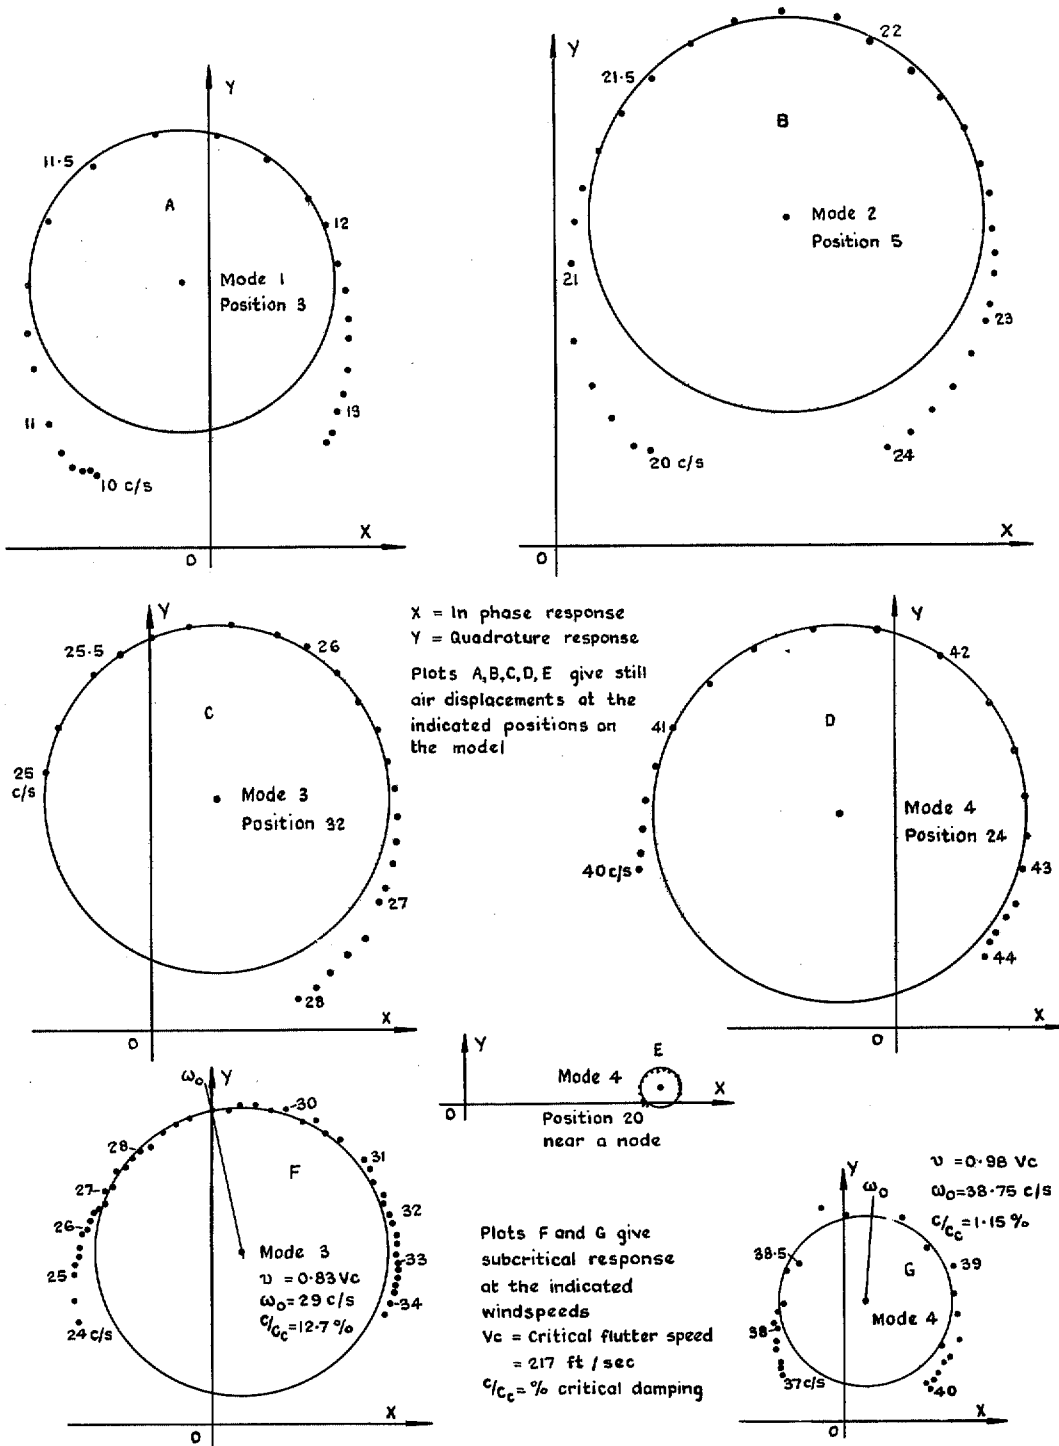 Y
11·5
A
12
Mode 1
Position 3
11
13
10 c/s
X
O
Y
22
21·5
B
Mode 2
Position 5
21
23
20 c/s
24
X
O
Y
25·5
26
C
25
c/s
Mode 3
Position 32
27
28
X
O
X = In phase response
Y = Quadrature response
Plots A,B,C,D,E give still
air displacements at the
indicated positions on
the model
Y
42
41
D
Mode 4
Position 24
40 c/s
43
44
X
O
Y
E
Mode 4
X
O
Position 20
near a node
ω₀
Y
30
28
F
31
27
32
26
Mode 3
33
25
υ = 0·83 Vc
ω₀ = 29 c/s
34
C/Cc = 12·7 %
24 c/s
X
O
Plots F and G give
subcritical response
at the indicated
windspeeds
Vc = Critical flutter speed
= 217 ft / sec
C/Cc = % critical damping
Y
υ = 0·98 Vc
ω₀
ω₀ = 38·75 c/s
C/Cc = 1·15 %
38·5
G
39
Mode 4
38
37 c/s
40
X
O